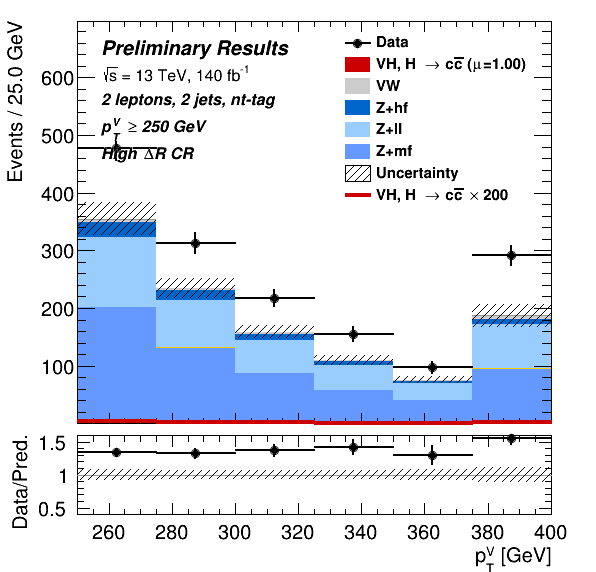 Events / 25.0 GeV
600
500
400
300
200
100
Preliminary Results
√s = 13 TeV, 140 fb⁻¹
2 leptons, 2 jets, nt-tag
p_T^V ≥ 250 GeV
High ΔR CR
Data
VH, H → cc̅ (μ=1.00)
VW
Z+hf
Z+ll
Z+mf
Uncertainty
VH, H → cc̅ × 200
Data/Pred.
1.5
1
0.5
260 280 300 320 340 360 380 400
p_T^V [GeV]